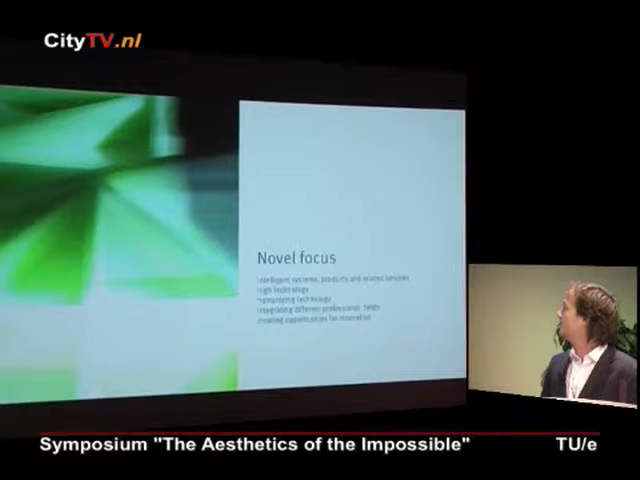 CityTV.nl
Novel focus
Intelligent systems, products and related services
High technology
Humanizing technology
Integrating different professional fields
Creating opportunities for innovation
Symposium "The Aesthetics of the Impossible" TU/e